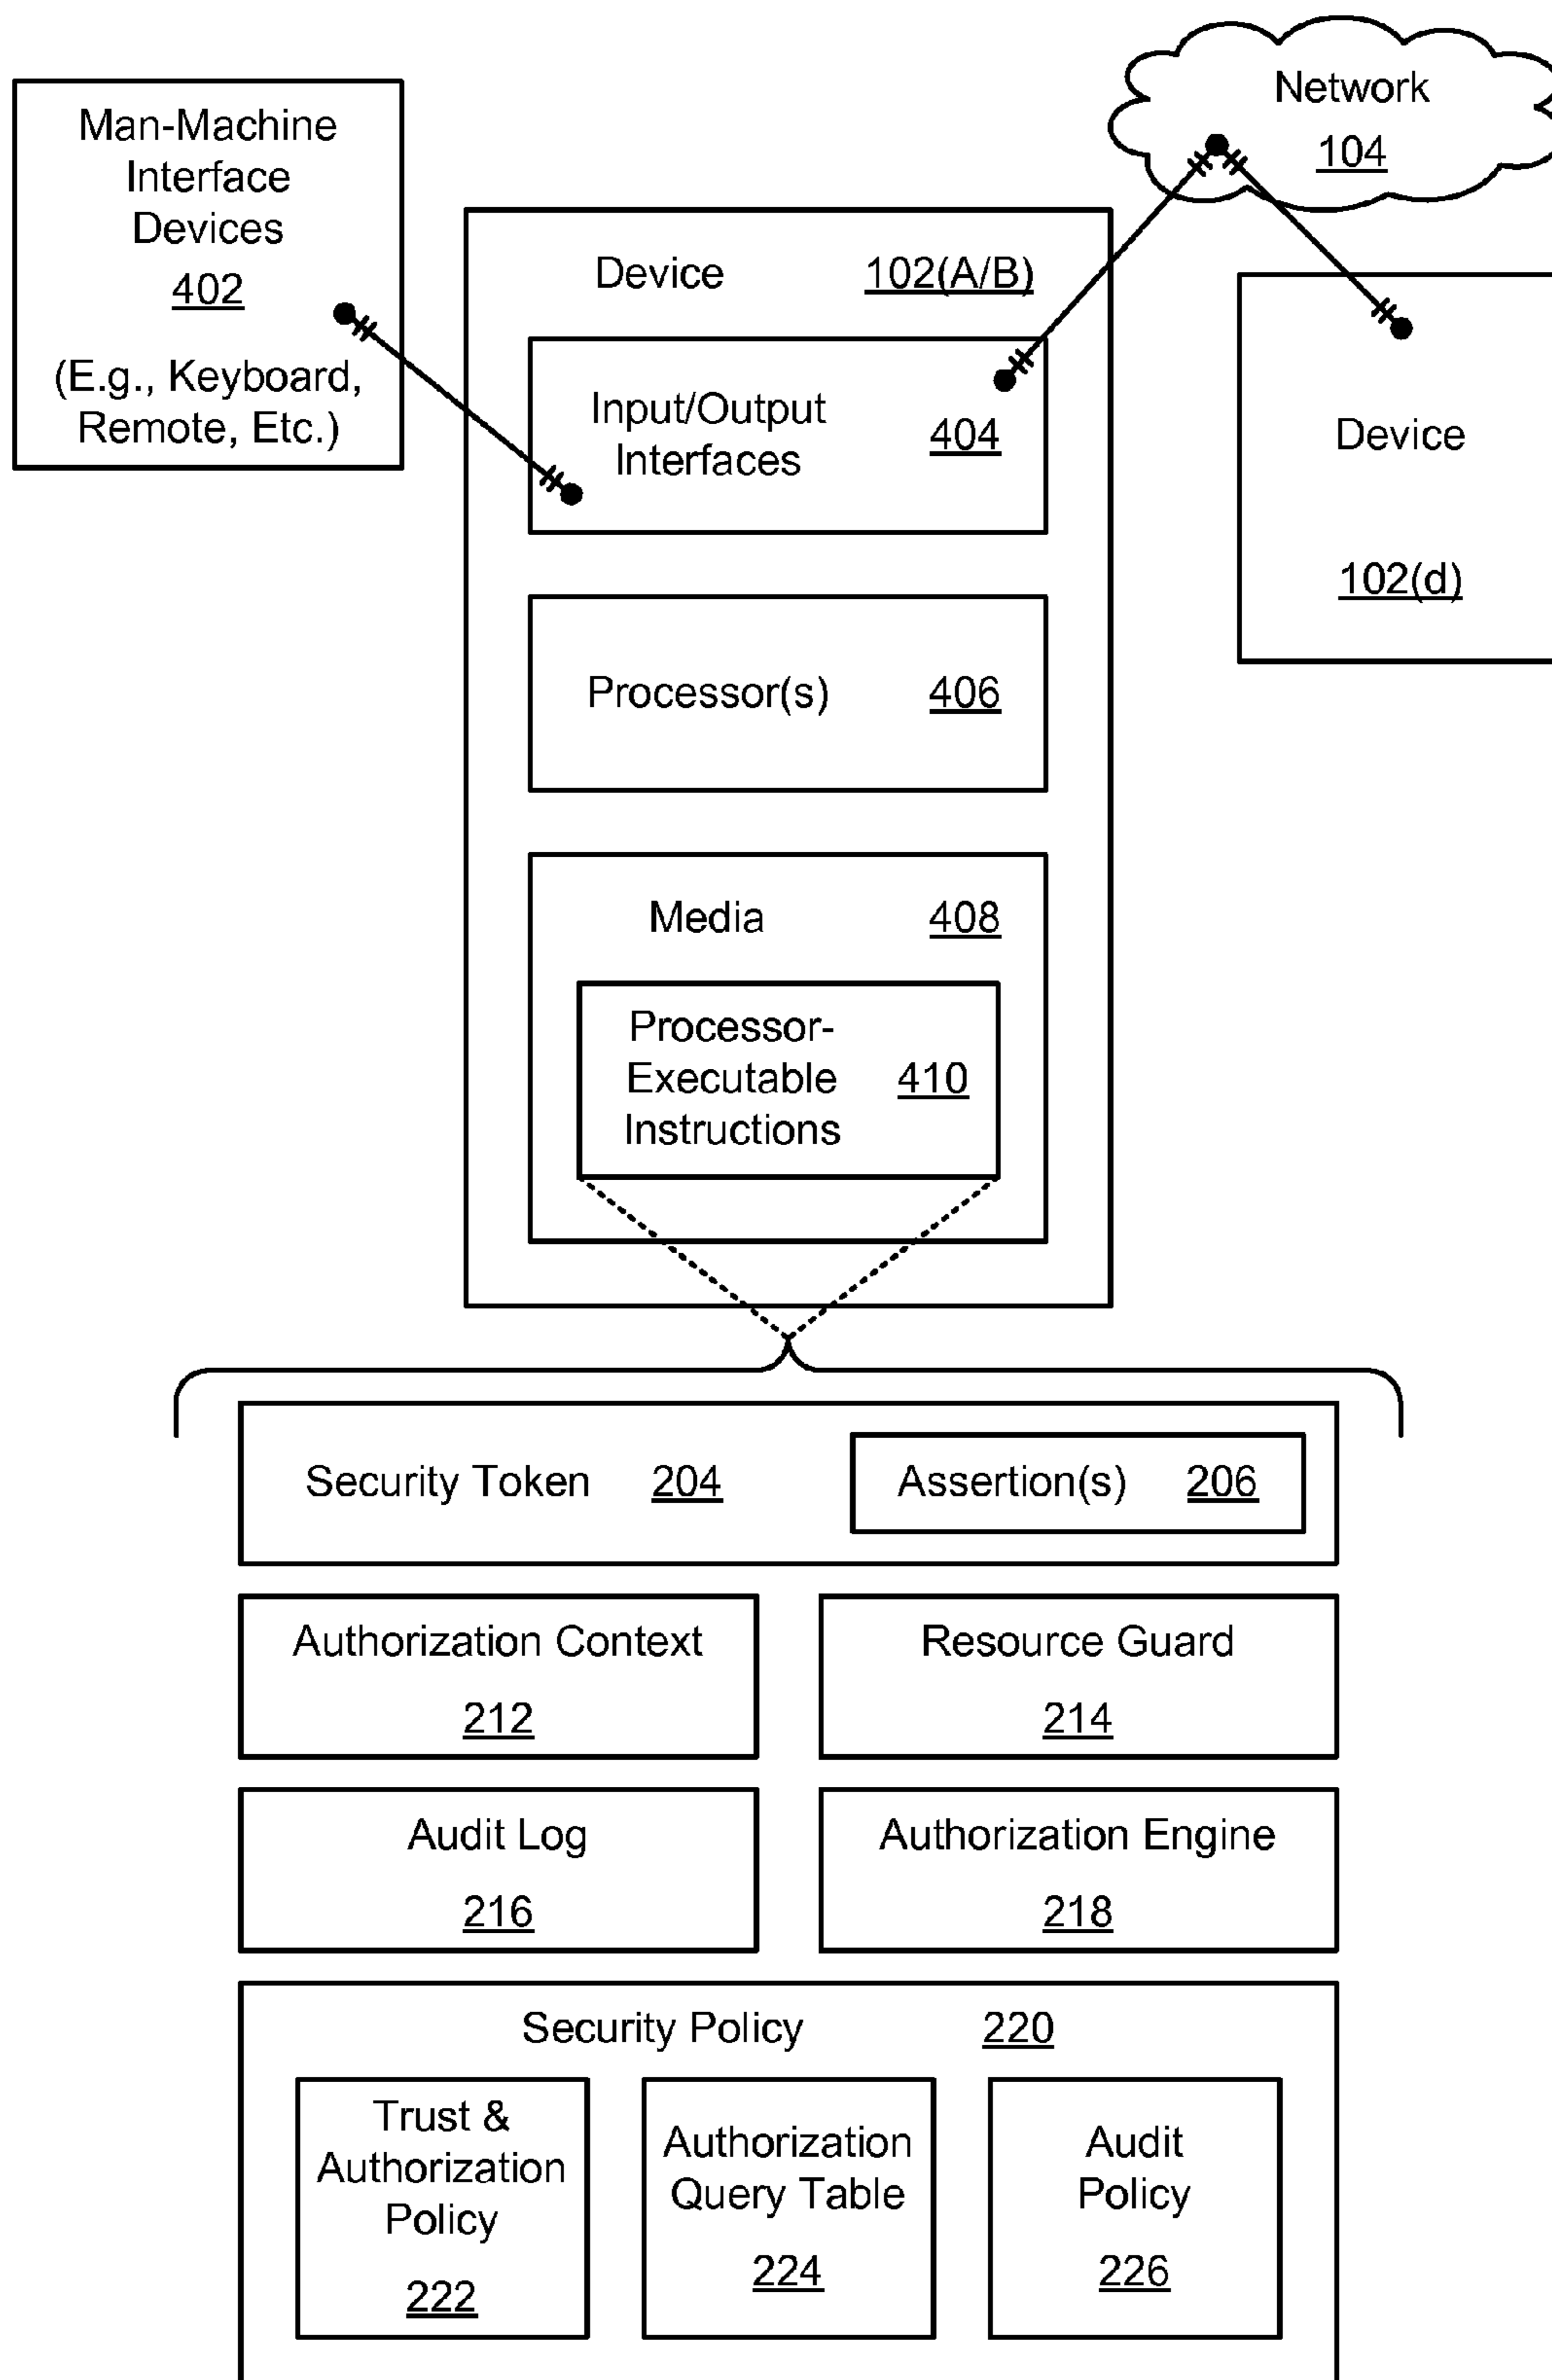 Network
104
Man-Machine
Interface
Devices
402
(E.g., Keyboard,
Remote, Etc.)
Device 102(A/B)
Input/Output
Interfaces
404
Device
102(d)
Processor(s) 406
Media 408
Processor-
Executable
Instructions
410
Security Token 204
Assertion(s) 206
Authorization Context
212
Resource Guard
214
Audit Log
216
Authorization Engine
218
Security Policy 220
Trust &
Authorization
Policy
222
Authorization
Query Table
224
Audit
Policy
226